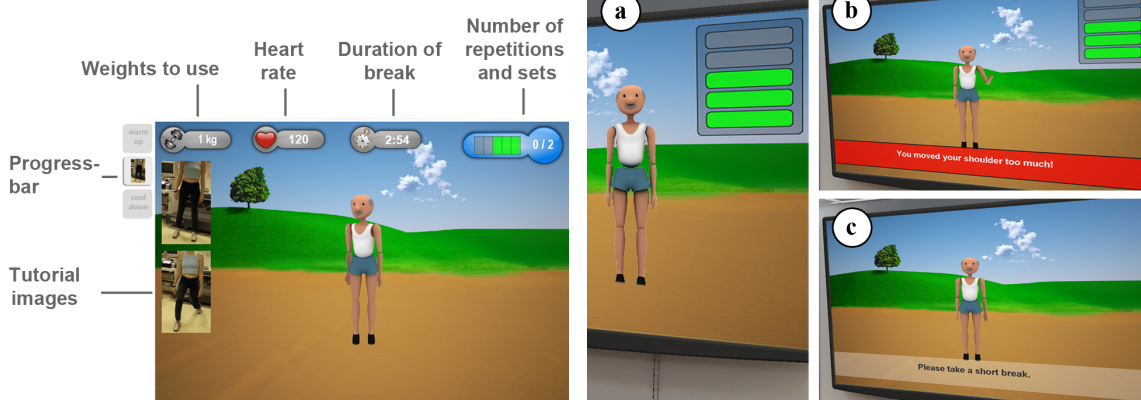 Weights to use
Heart
rate
Duration of
break
Number of
repetitions
and sets
Progress-
bar
Tutorial
images
warm
up
cool
down
1 kg
120
2:54
0 / 2
a
b
You moved your shoulder too much!
c
Please take a short break.